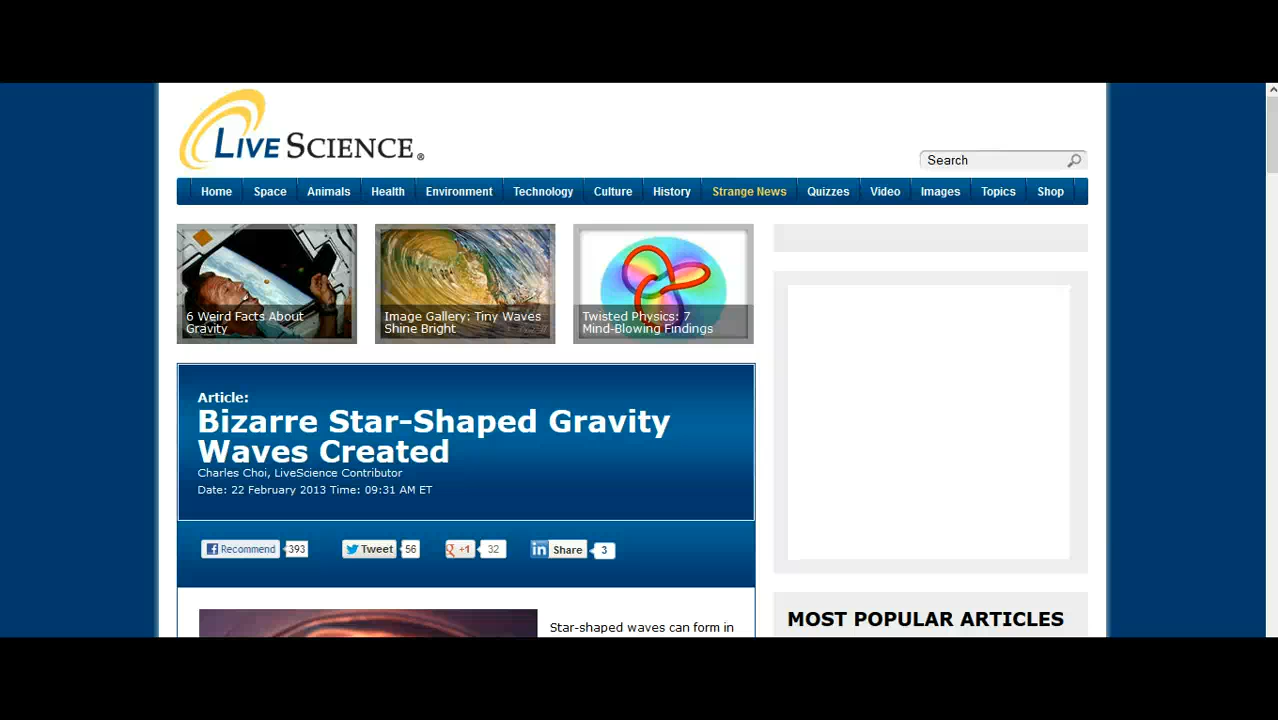 LIVE SCIENCE®
Search
Home Space Animals Health Environment Technology Culture History Strange News Quizzes Video Images Topics Shop
6 Weird Facts About
Gravity
Image Gallery: Tiny Waves
Shine Bright
Twisted Physics: 7
Mind-Blowing Findings
Article:
Bizarre Star-Shaped Gravity
Waves Created
Charles Choi, LiveScience Contributor
Date: 22 February 2013 Time: 09:31 AM ET
Recommend 393 Tweet 56 +1 32 in Share 3
Star-shaped waves can form in
MOST POPULAR ARTICLES